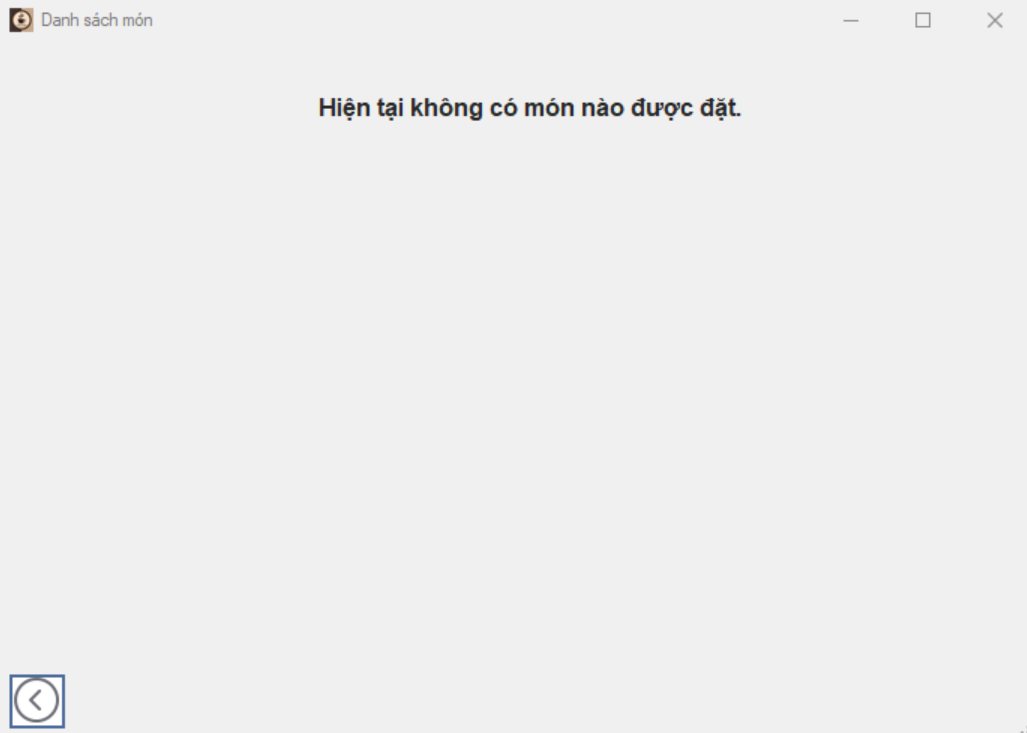 Danh sách món
Hiện tại không có món nào được đặt.